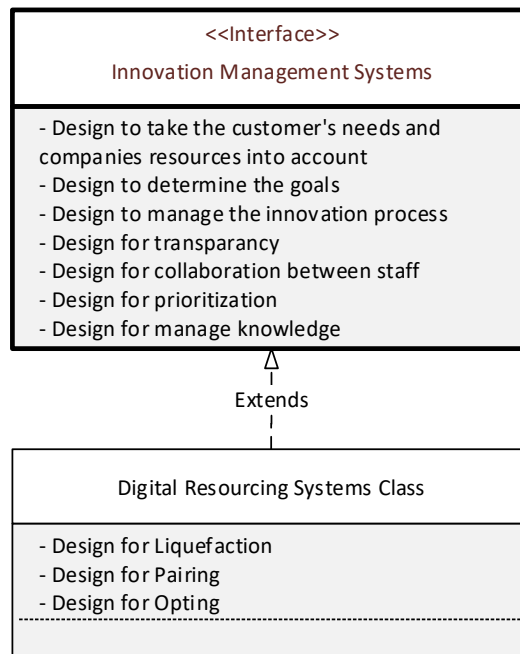 <<Interface>>
Innovation Management Systems
- Design to take the customer's needs and
companies resources into account
- Design to determine the goals
- Design to manage the innovation process
- Design for transparancy
- Design for collaboration between staff
- Design for prioritization
- Design for manage knowledge
Extends
Digital Resourcing Systems Class
- Design for Liquefaction
- Design for Pairing
- Design for Opting